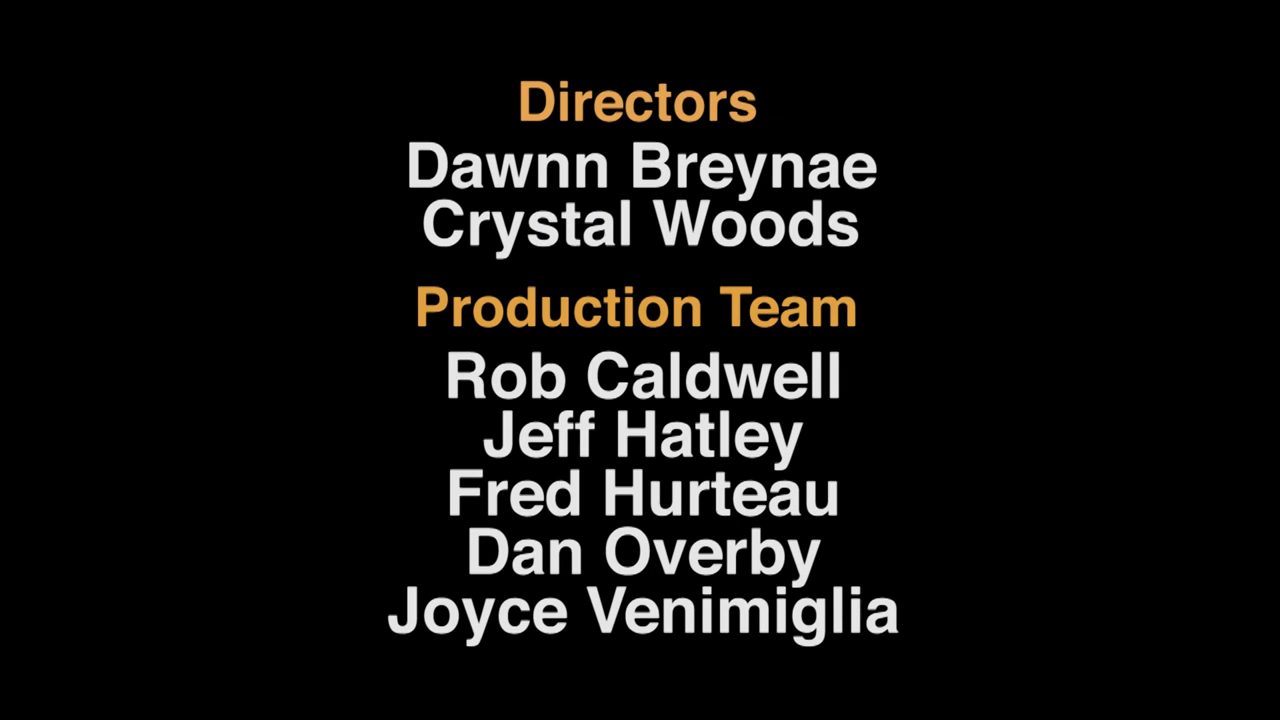 Directors
Dawnn Breynae
Crystal Woods
Production Team
Rob Caldwell
Jeff Hatley
Fred Hurteau
Dan Overby
Joyce Venimiglia